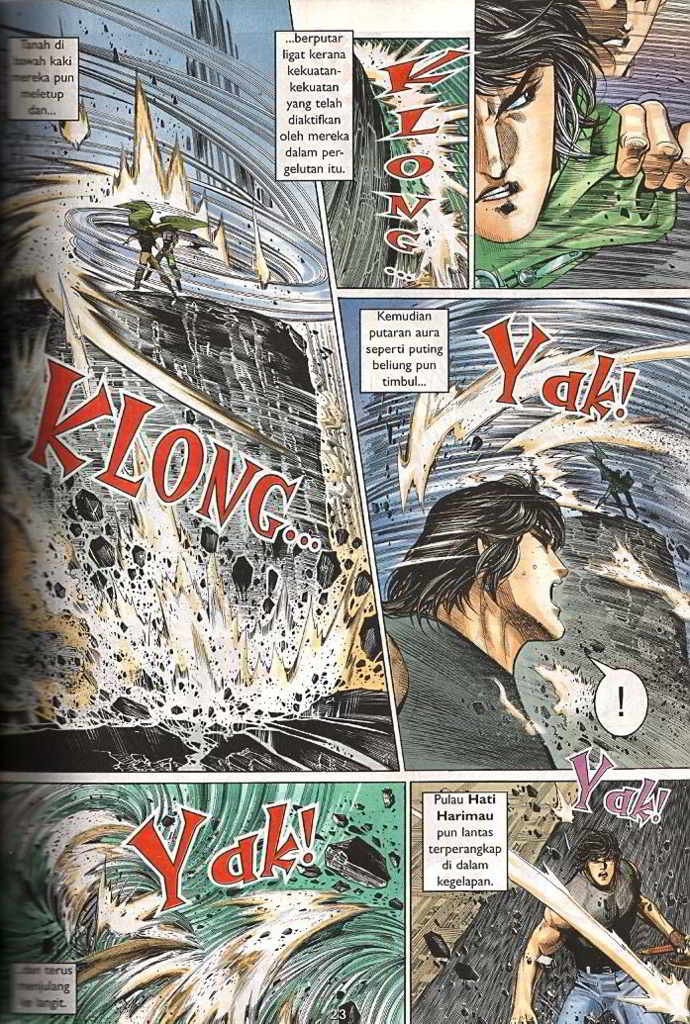 Tanah di
bawah kaki
mereka pun
meletup
dan...
...berputar
ligat kerana
kekuatan-
kekuatan
yang telah
diaktifkan
oleh mereka
dalam per-
gelutan itu.
KLONG...
KLONG...
Kemudian
putaran aura
seperti puting
beliung pun
timbul...
Yak!
!
Yak!
...dan terus
menjulang
ke langit.
Pulau Hati
Harimau
pun lantas
terperangkap
di dalam
kegelapan.
Yak!
23